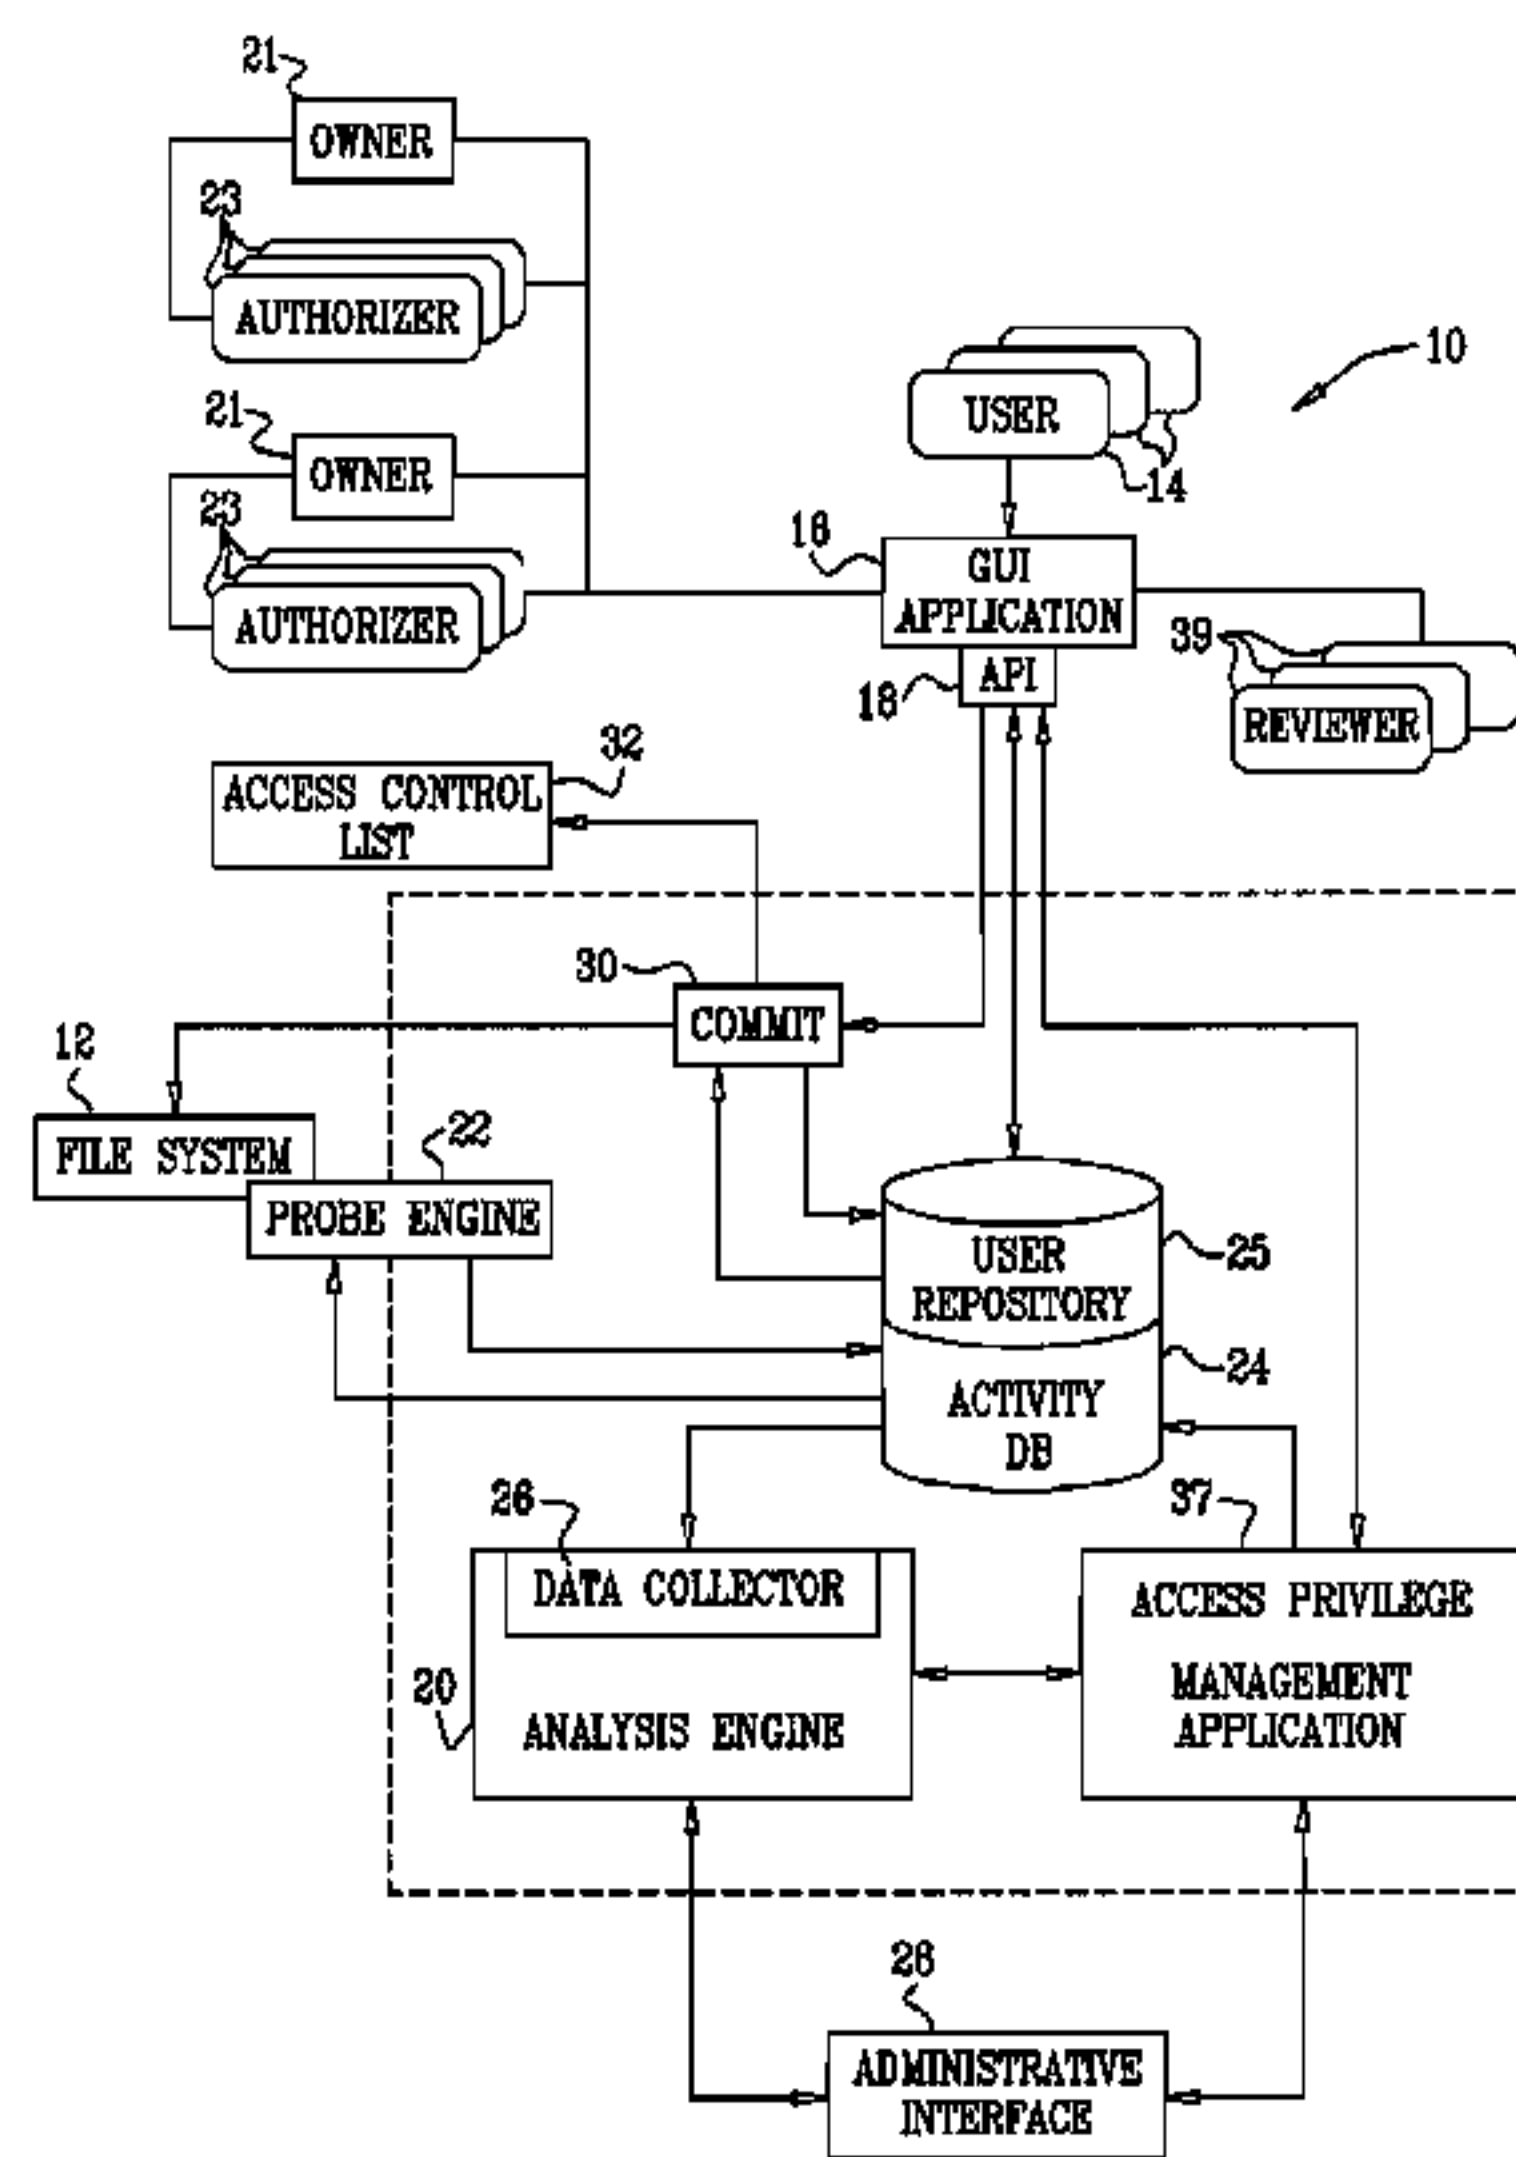 21
OWNER
23
AUTHORIZER
21
OWNER
23
AUTHORIZER
USER
14
10
16
GUI
APPLICATION
API
18
39
REVIEWER
32
ACCESS CONTROL
LIST
30
COMMIT
12
FILE SYSTEM
22
PROBE ENGINE
USER
REPOSITORY
25
24
ACTIVITY
DB
26
DATA COLLECTOR
20
ANALYSIS ENGINE
37
ACCESS PRIVILEGE
MANAGEMENT
APPLICATION
28
ADMINISTRATIVE
INTERFACE